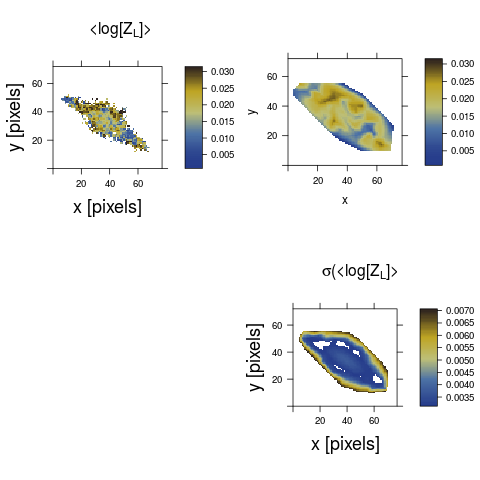 <log[Z_L]>
60
40
20
20 40 60
x [pixels]
y [pixels]
0.030
0.025
0.020
0.015
0.010
0.005
60
40
20
20 40 60
x
y
0.030
0.025
0.020
0.015
0.010
0.005
σ(<log[Z_L]>
60
40
20
20 40 60
x [pixels]
y [pixels]
0.0070
0.0065
0.0060
0.0055
0.0050
0.0045
0.0040
0.0035